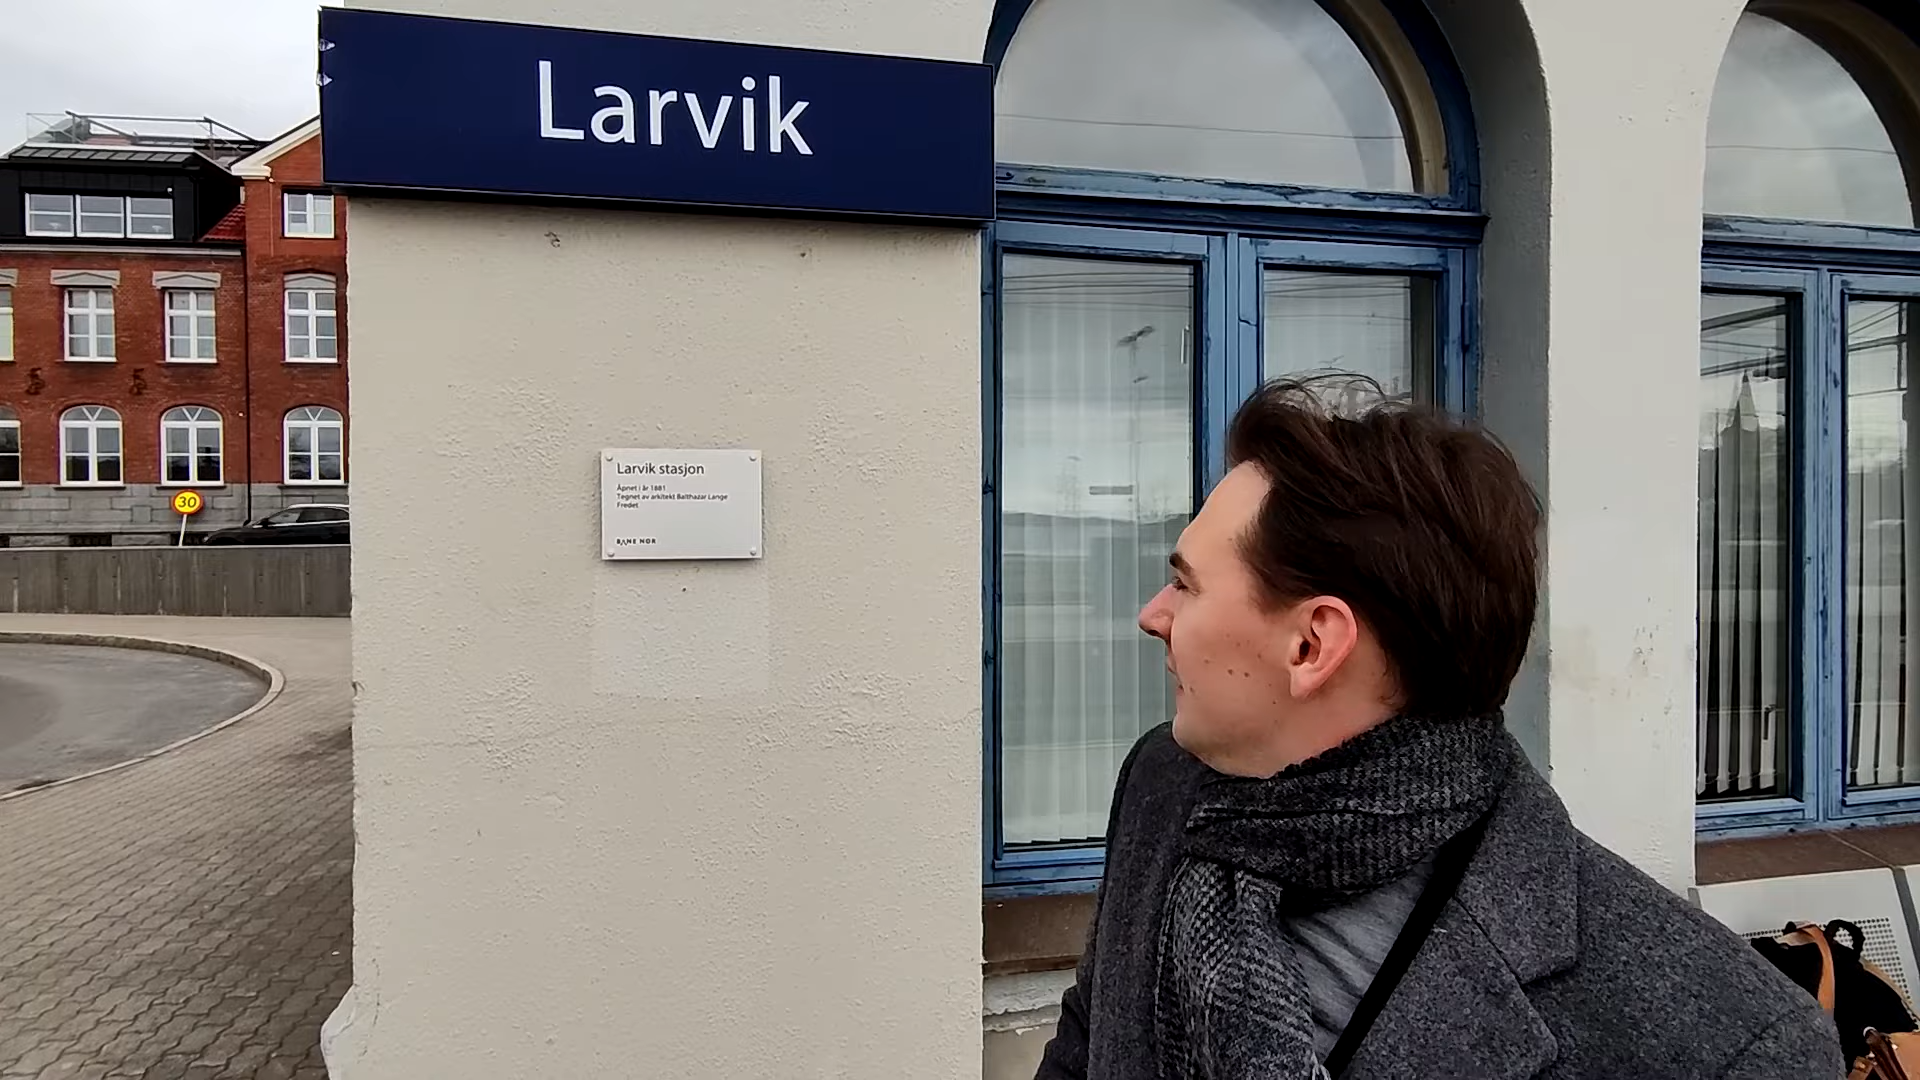 Larvik
Larvik stasjon
Åpnet i år 1881
Tegnet av arkitekt Balthazar Lange
Fredet
BANE NOR
30